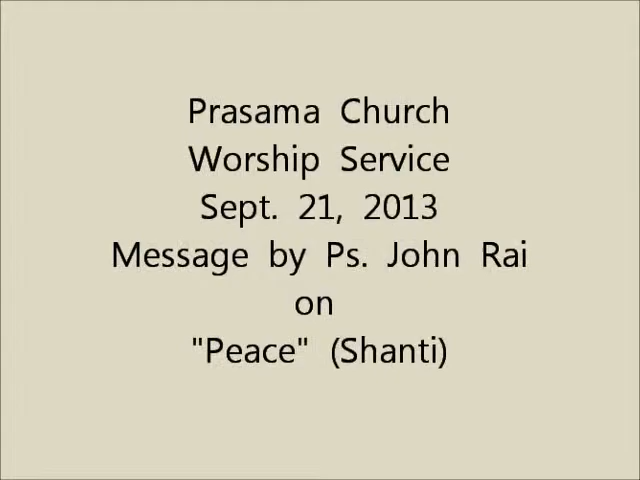 Prasama Church
Worship Service
Sept. 21, 2013
Message by Ps. John Rai
on
"Peace" (Shanti)